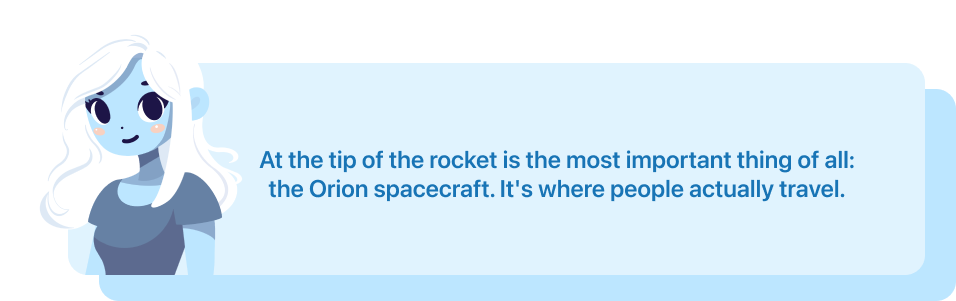 At the tip of the rocket is the most important thing of all:
the Orion spacecraft. It's where people actually travel.